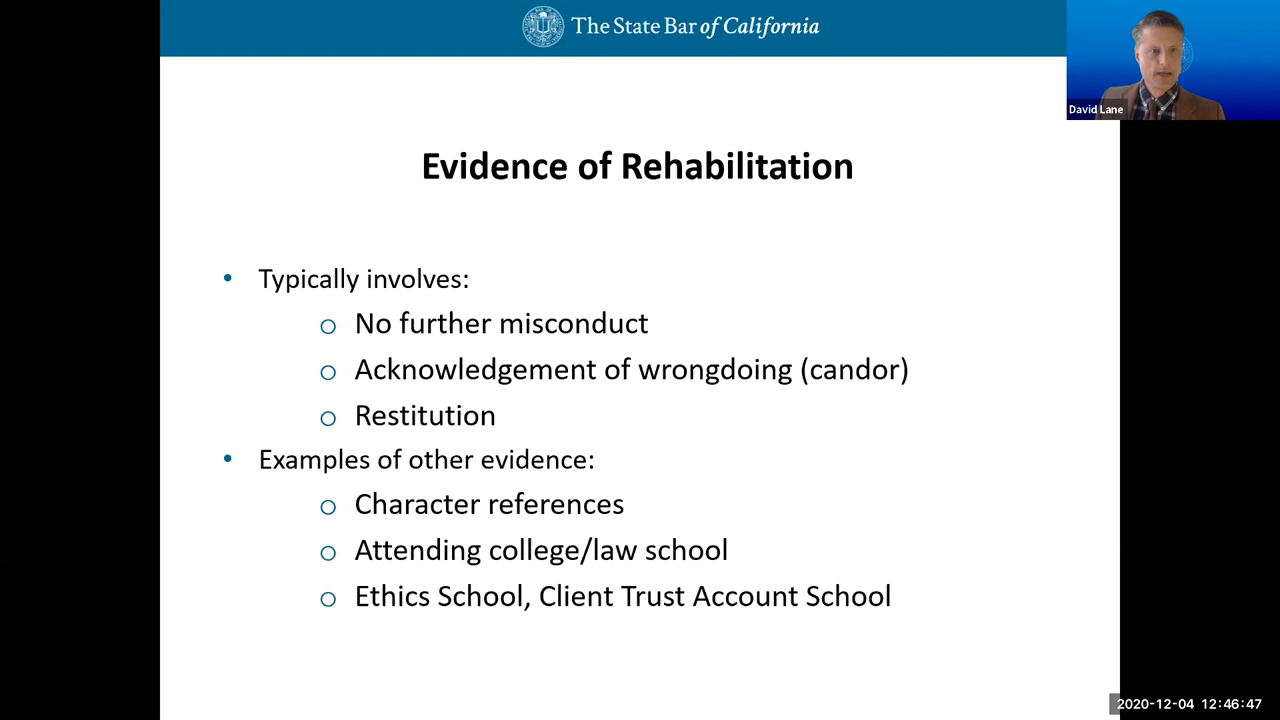 The State Bar of California
David Lane
Evidence of Rehabilitation
• Typically involves:
o No further misconduct
o Acknowledgement of wrongdoing (candor)
o Restitution
• Examples of other evidence:
o Character references
o Attending college/law school
o Ethics School, Client Trust Account School
2020-12-04 12:46:47